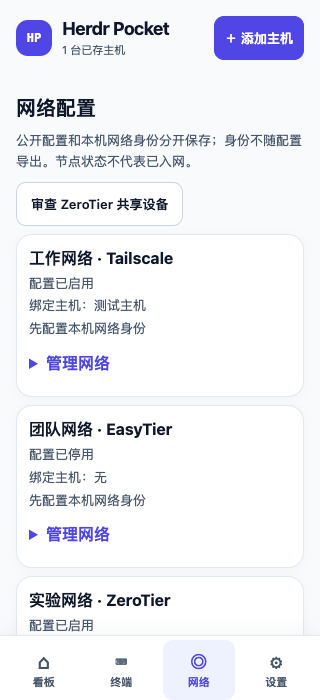 HP
Herdr Pocket
1 台已存主机
+ 添加主机
网络配置
公开配置和本机网络身份分开保存；身份不随配置
导出。节点状态不代表已入网。
审查 ZeroTier 共享设备
工作网络 · Tailscale
配置已启用
绑定主机：测试主机
先配置本机网络身份
▶ 管理网络
团队网络 · EasyTier
配置已停用
绑定主机：无
先配置本机网络身份
▶ 管理网络
实验网络 · ZeroTier
配置已启用
看板
终端
网络
设置